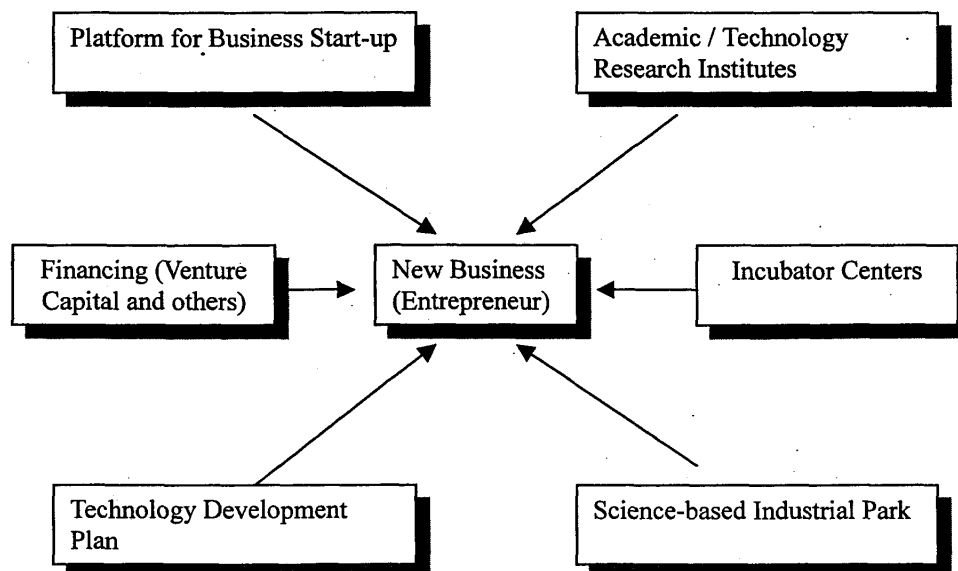 Platform for Business Start-up
Academic / Technology
Research Institutes
Financing (Venture
Capital and others)
New Business
(Entrepreneur)
Incubator Centers
Technology Development
Plan
Science-based Industrial Park